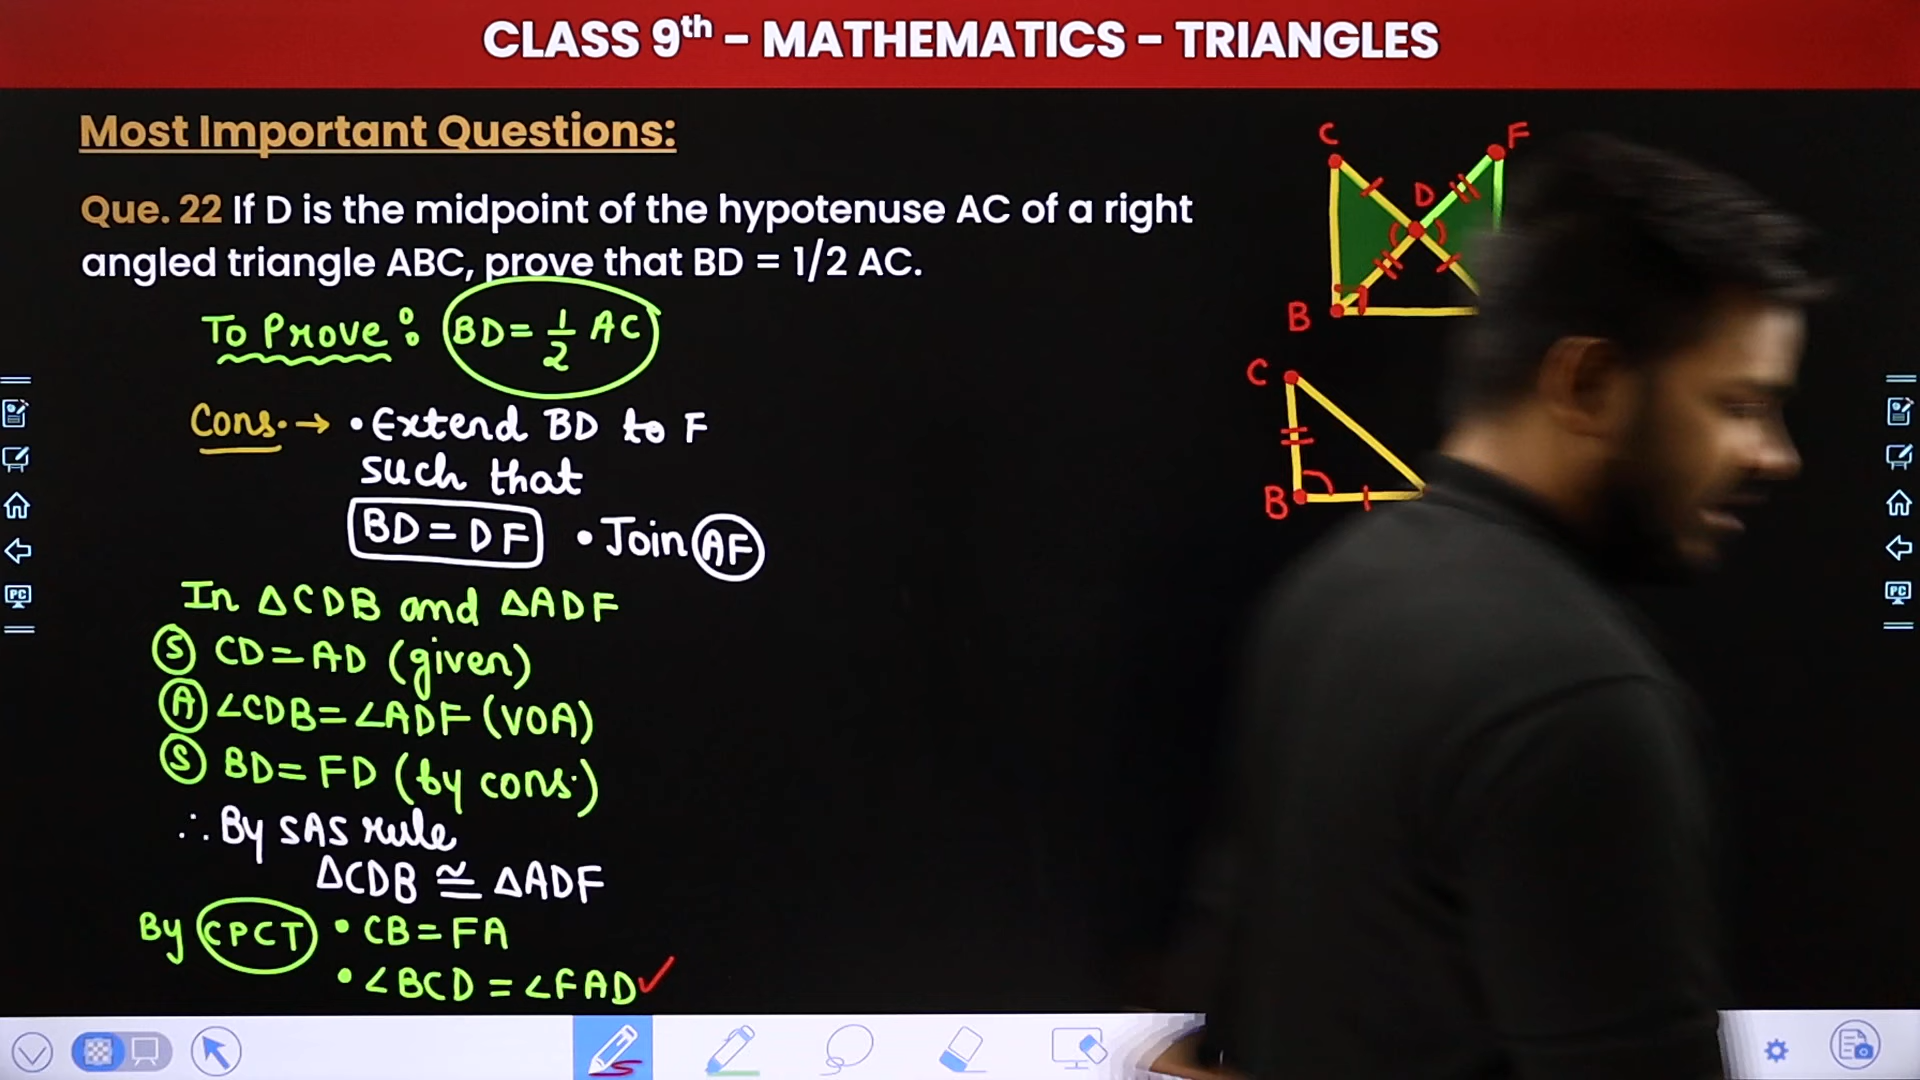 CLASS 9th - MATHEMATICS - TRIANGLES
Most Important Questions:
Que. 22 If D is the midpoint of the hypotenuse AC of a right
angled triangle ABC, prove that BD = 1/2 AC.
To Prove: BD = 1/2 AC
Cons. → • Extend BD to F
such that
BD = DF • Join AF
In ΔCDB and ΔADF
S CD = AD (given)
A ∠CDB = ∠ADF (VOA)
S BD = FD (by cons.)
∴ By SAS rule
ΔCDB ≅ ΔADF
By CPCT • CB = FA
• ∠BCD = ∠FAD ✓
C F
D
B
C
B
PC
PC